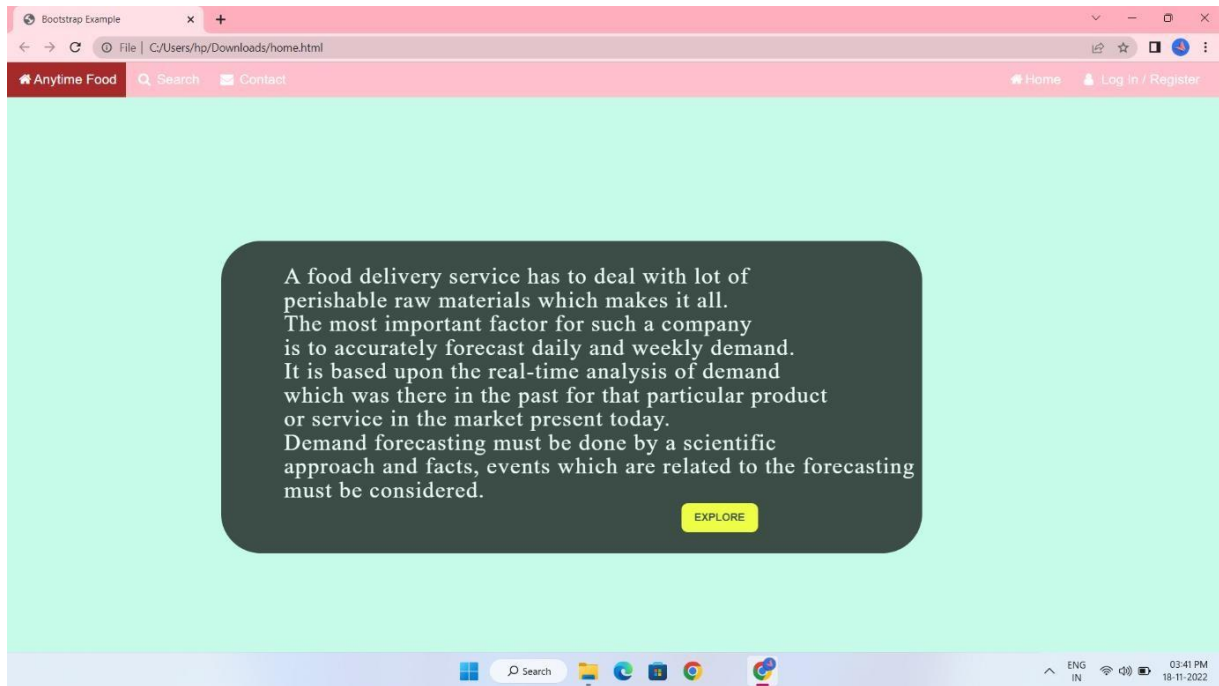 Bootstrap Example
File | C:/Users/hp/Downloads/home.html
Anytime Food Search Contact Home Log in / Register
A food delivery service has to deal with lot of
perishable raw materials which makes it all.
The most important factor for such a company
is to accurately forecast daily and weekly demand.
It is based upon the real-time analysis of demand
which was there in the past for that particular product
or service in the market present today.
Demand forecasting must be done by a scientific
approach and facts, events which are related to the forecasting
must be considered.
EXPLORE
Search
ENG
IN
03:41 PM
18-11-2022